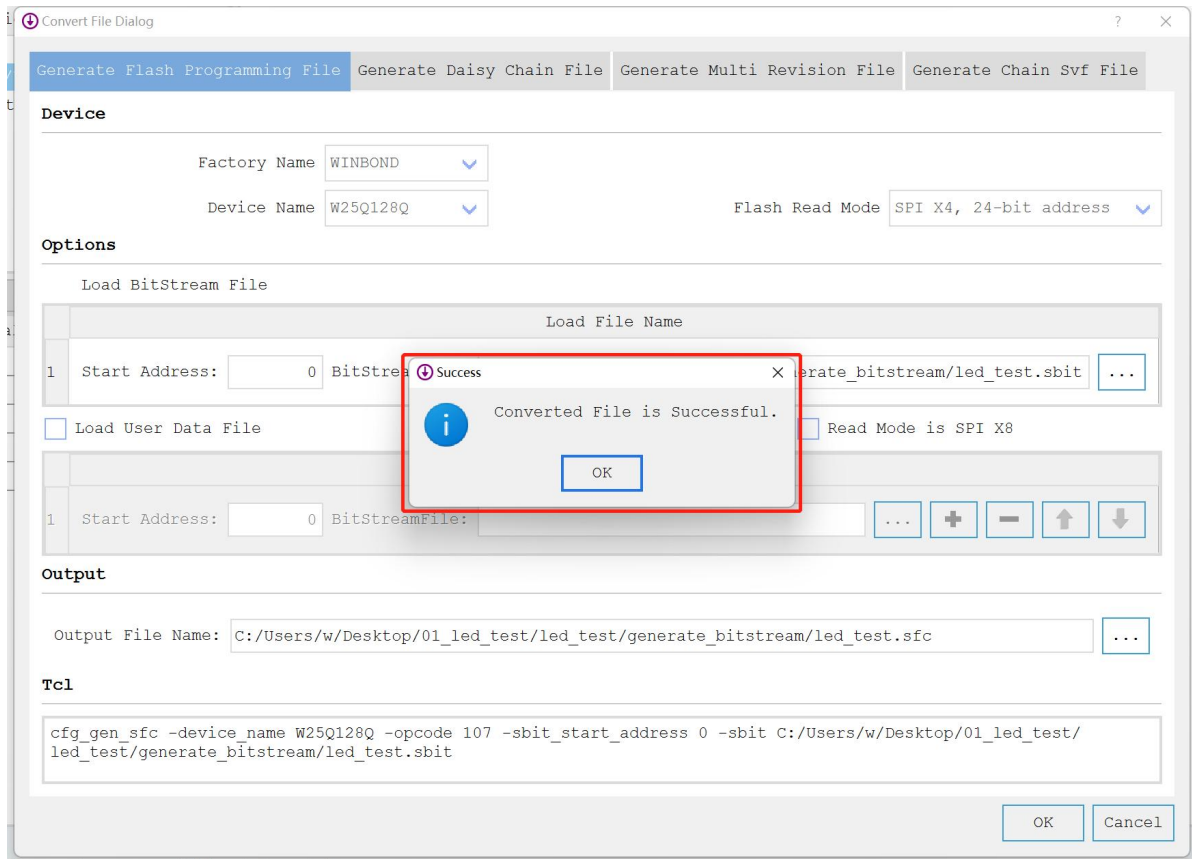 Convert File Dialog
Generate Flash Programming File Generate Daisy Chain File Generate Multi Revision File Generate Chain Svf File
Device
Factory Name WINBOND
Device Name W25Q128Q Flash Read Mode SPI X4, 24-bit address
Options
Load BitStream File
Load File Name
1 Start Address: 0 BitStrea erate_bitstream/led_test.sbit ...
Success
Converted File is Successful.
OK
Load User Data File Read Mode is SPI X8
1 Start Address: 0 BitStreamFile: ...
Output
Output File Name: C:/Users/w/Desktop/01_led_test/led_test/generate_bitstream/led_test.sfc ...
Tcl
cfg_gen_sfc -device_name W25Q128Q -opcode 107 -sbit_start_address 0 -sbit C:/Users/w/Desktop/01_led_test/
led_test/generate_bitstream/led_test.sbit
OK Cancel